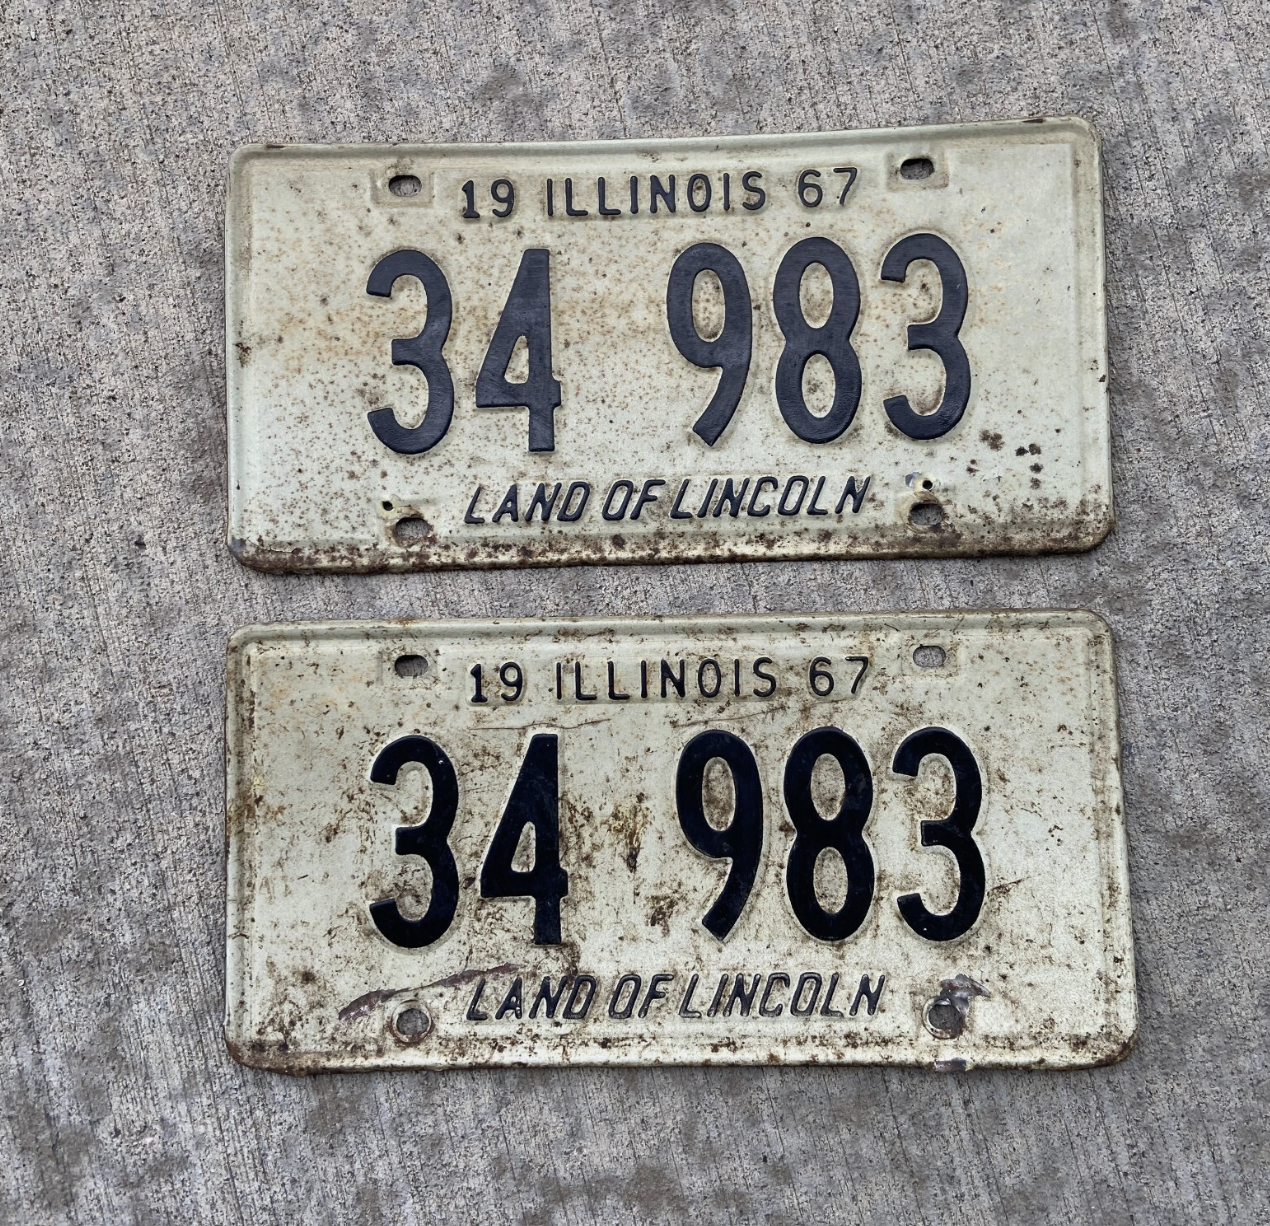 19 ILLINOIS 67
34 983
LAND OF LINCOLN
19 ILLINOIS 67
34 983
LAND OF LINCOLN